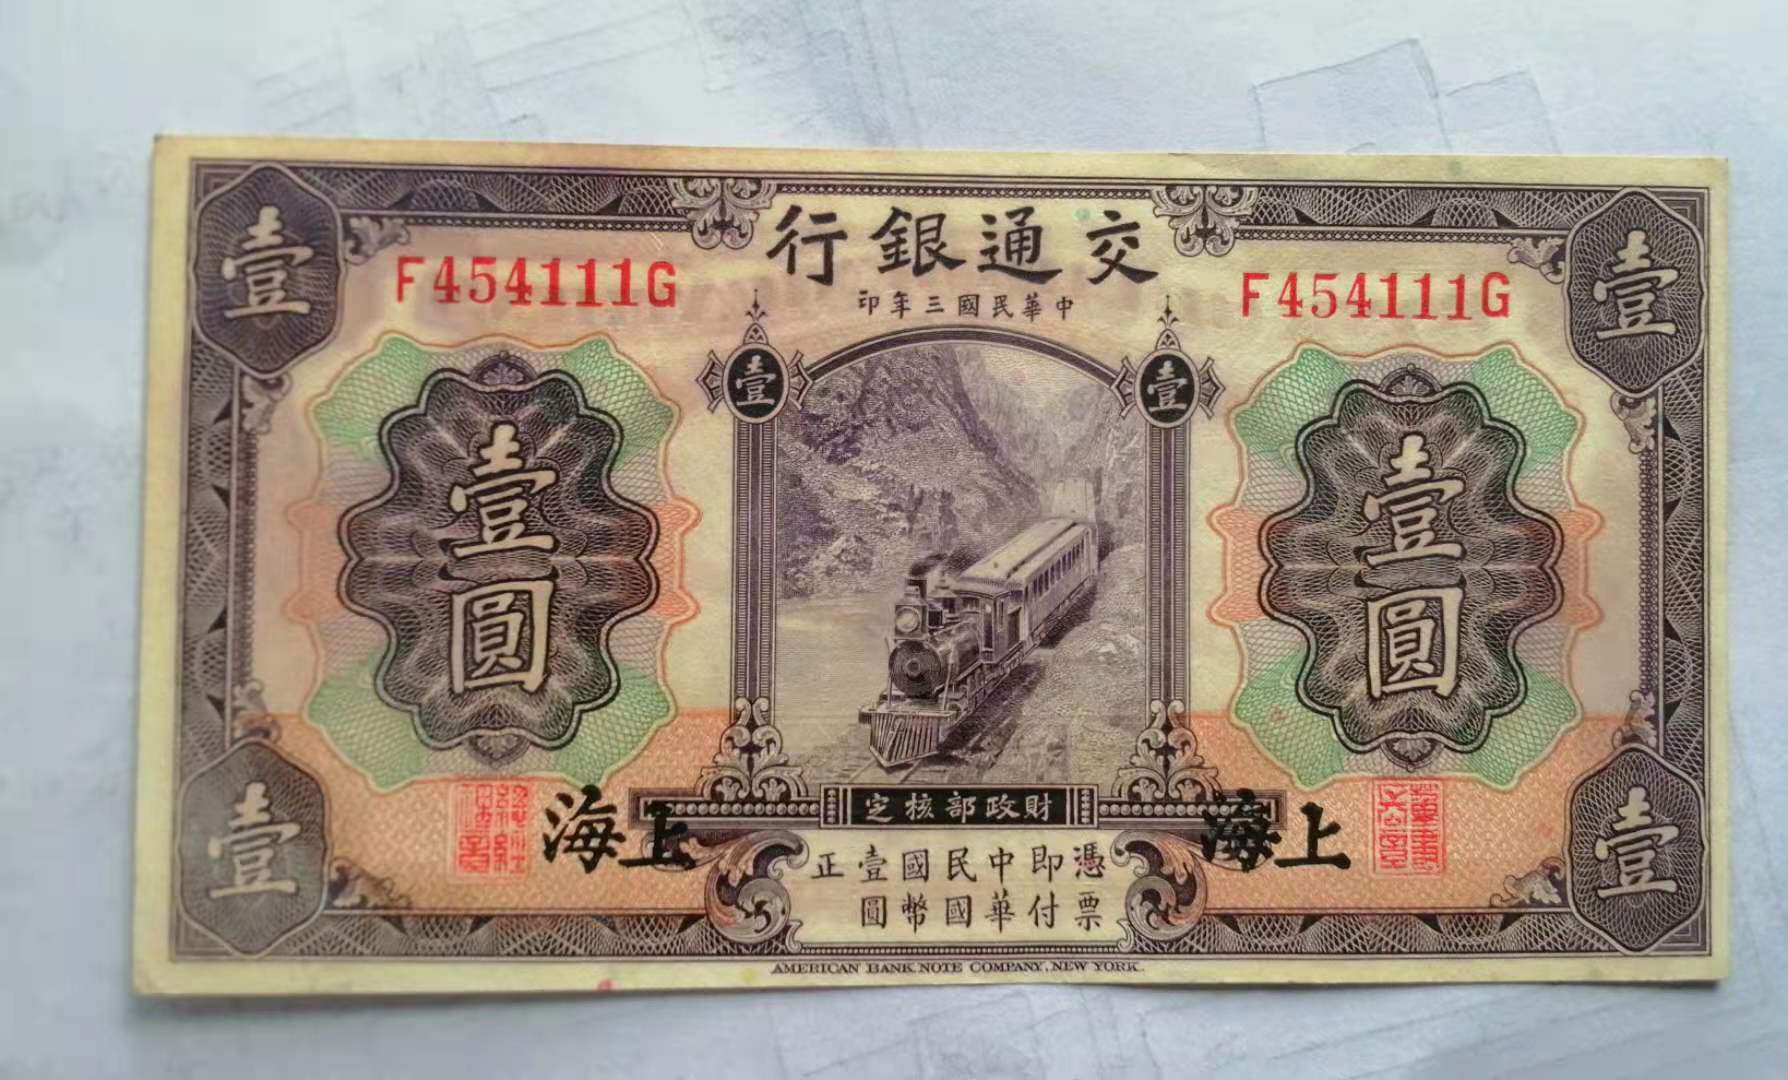 壹
交通銀行
壹
F454111G
F454111G
中華民國三年印
壹
壹
壹圓
壹圓
財政部核定
上海
上海
憑票即付中華民國國幣壹圓正
壹
壹
AMERICAN BANK NOTE COMPANY, NEW YORK.